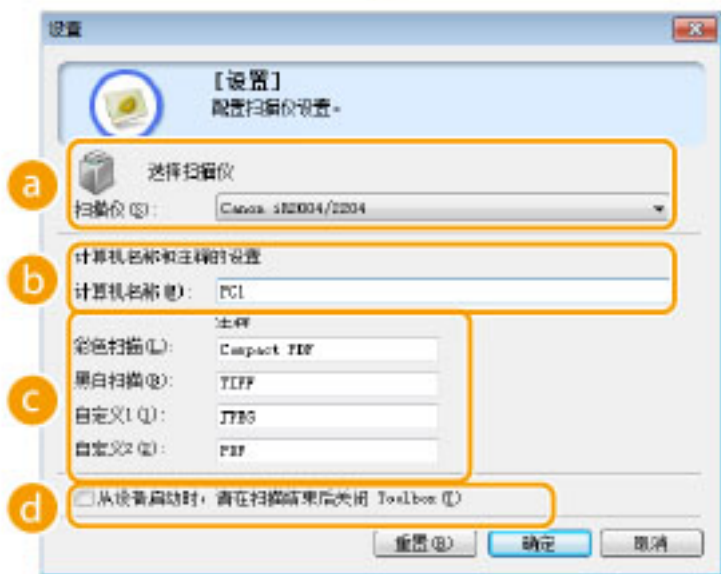 设置
[设置]
配置扫描仪设置。
a
选择扫描仪
扫描仪(S): Canon iR2004/2204
b
计算机名称和注释的设置
计算机名称(M): PC1
c
注释
彩色扫描(L): Compact PDF
黑白扫描(B): TIFF
自定义1(1): JPEG
自定义2(2): PDF
d
从设备启动时，请在扫描结束后关闭 Toolbox(T)
重置(R) 确定 取消